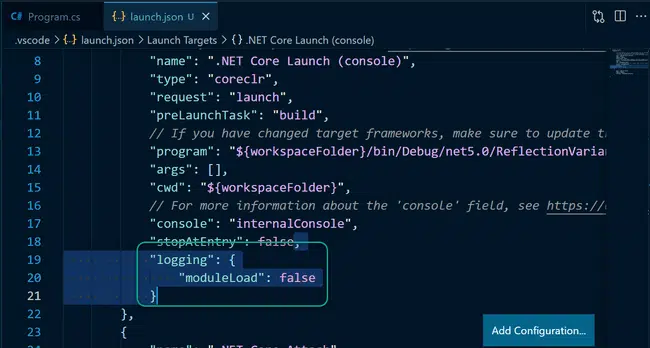 C# Program.cs {..} launch.json U ×
.vscode > {..} launch.json > Launch Targets > {} .NET Core Launch (console)
8 "name": ".NET Core Launch (console)",
9 "type": "coreclr",
10 "request": "launch",
11 "preLaunchTask": "build",
12 // If you have changed target frameworks, make sure to update
13 "program": "${workspaceFolder}/bin/Debug/net5.0/ReflectionVarian
14 "args": [],
15 "cwd": "${workspaceFolder}",
16 // For more information about the 'console' field, see https://
17 "console": "internalConsole",
18 "stopAtEntry": false,
19 "logging": {
20 "moduleLoad": false
21 }
22 },
23 {
Add Configuration...